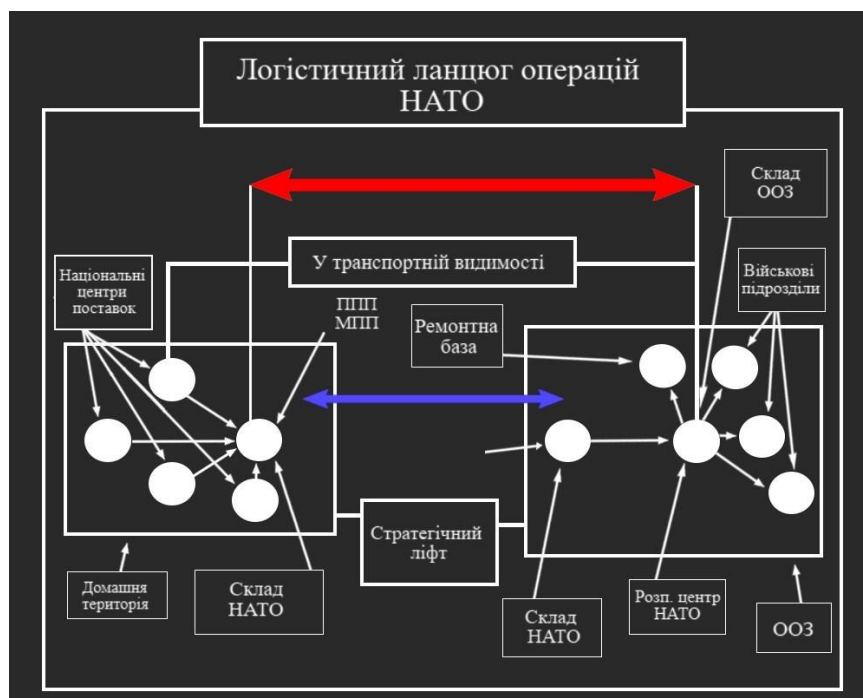 Логістичний ланцюг операцій
НАТО
Склад
ООЗ
У транспортній видимості
Національні
центри
поставок
Військові
підрозділи
ППП
МПП
Ремонтна
база
Стратегічний
ліфт
Домашня
територія
Склад
НАТО
Склад
НАТО
Розп. центр
НАТО
ООЗ